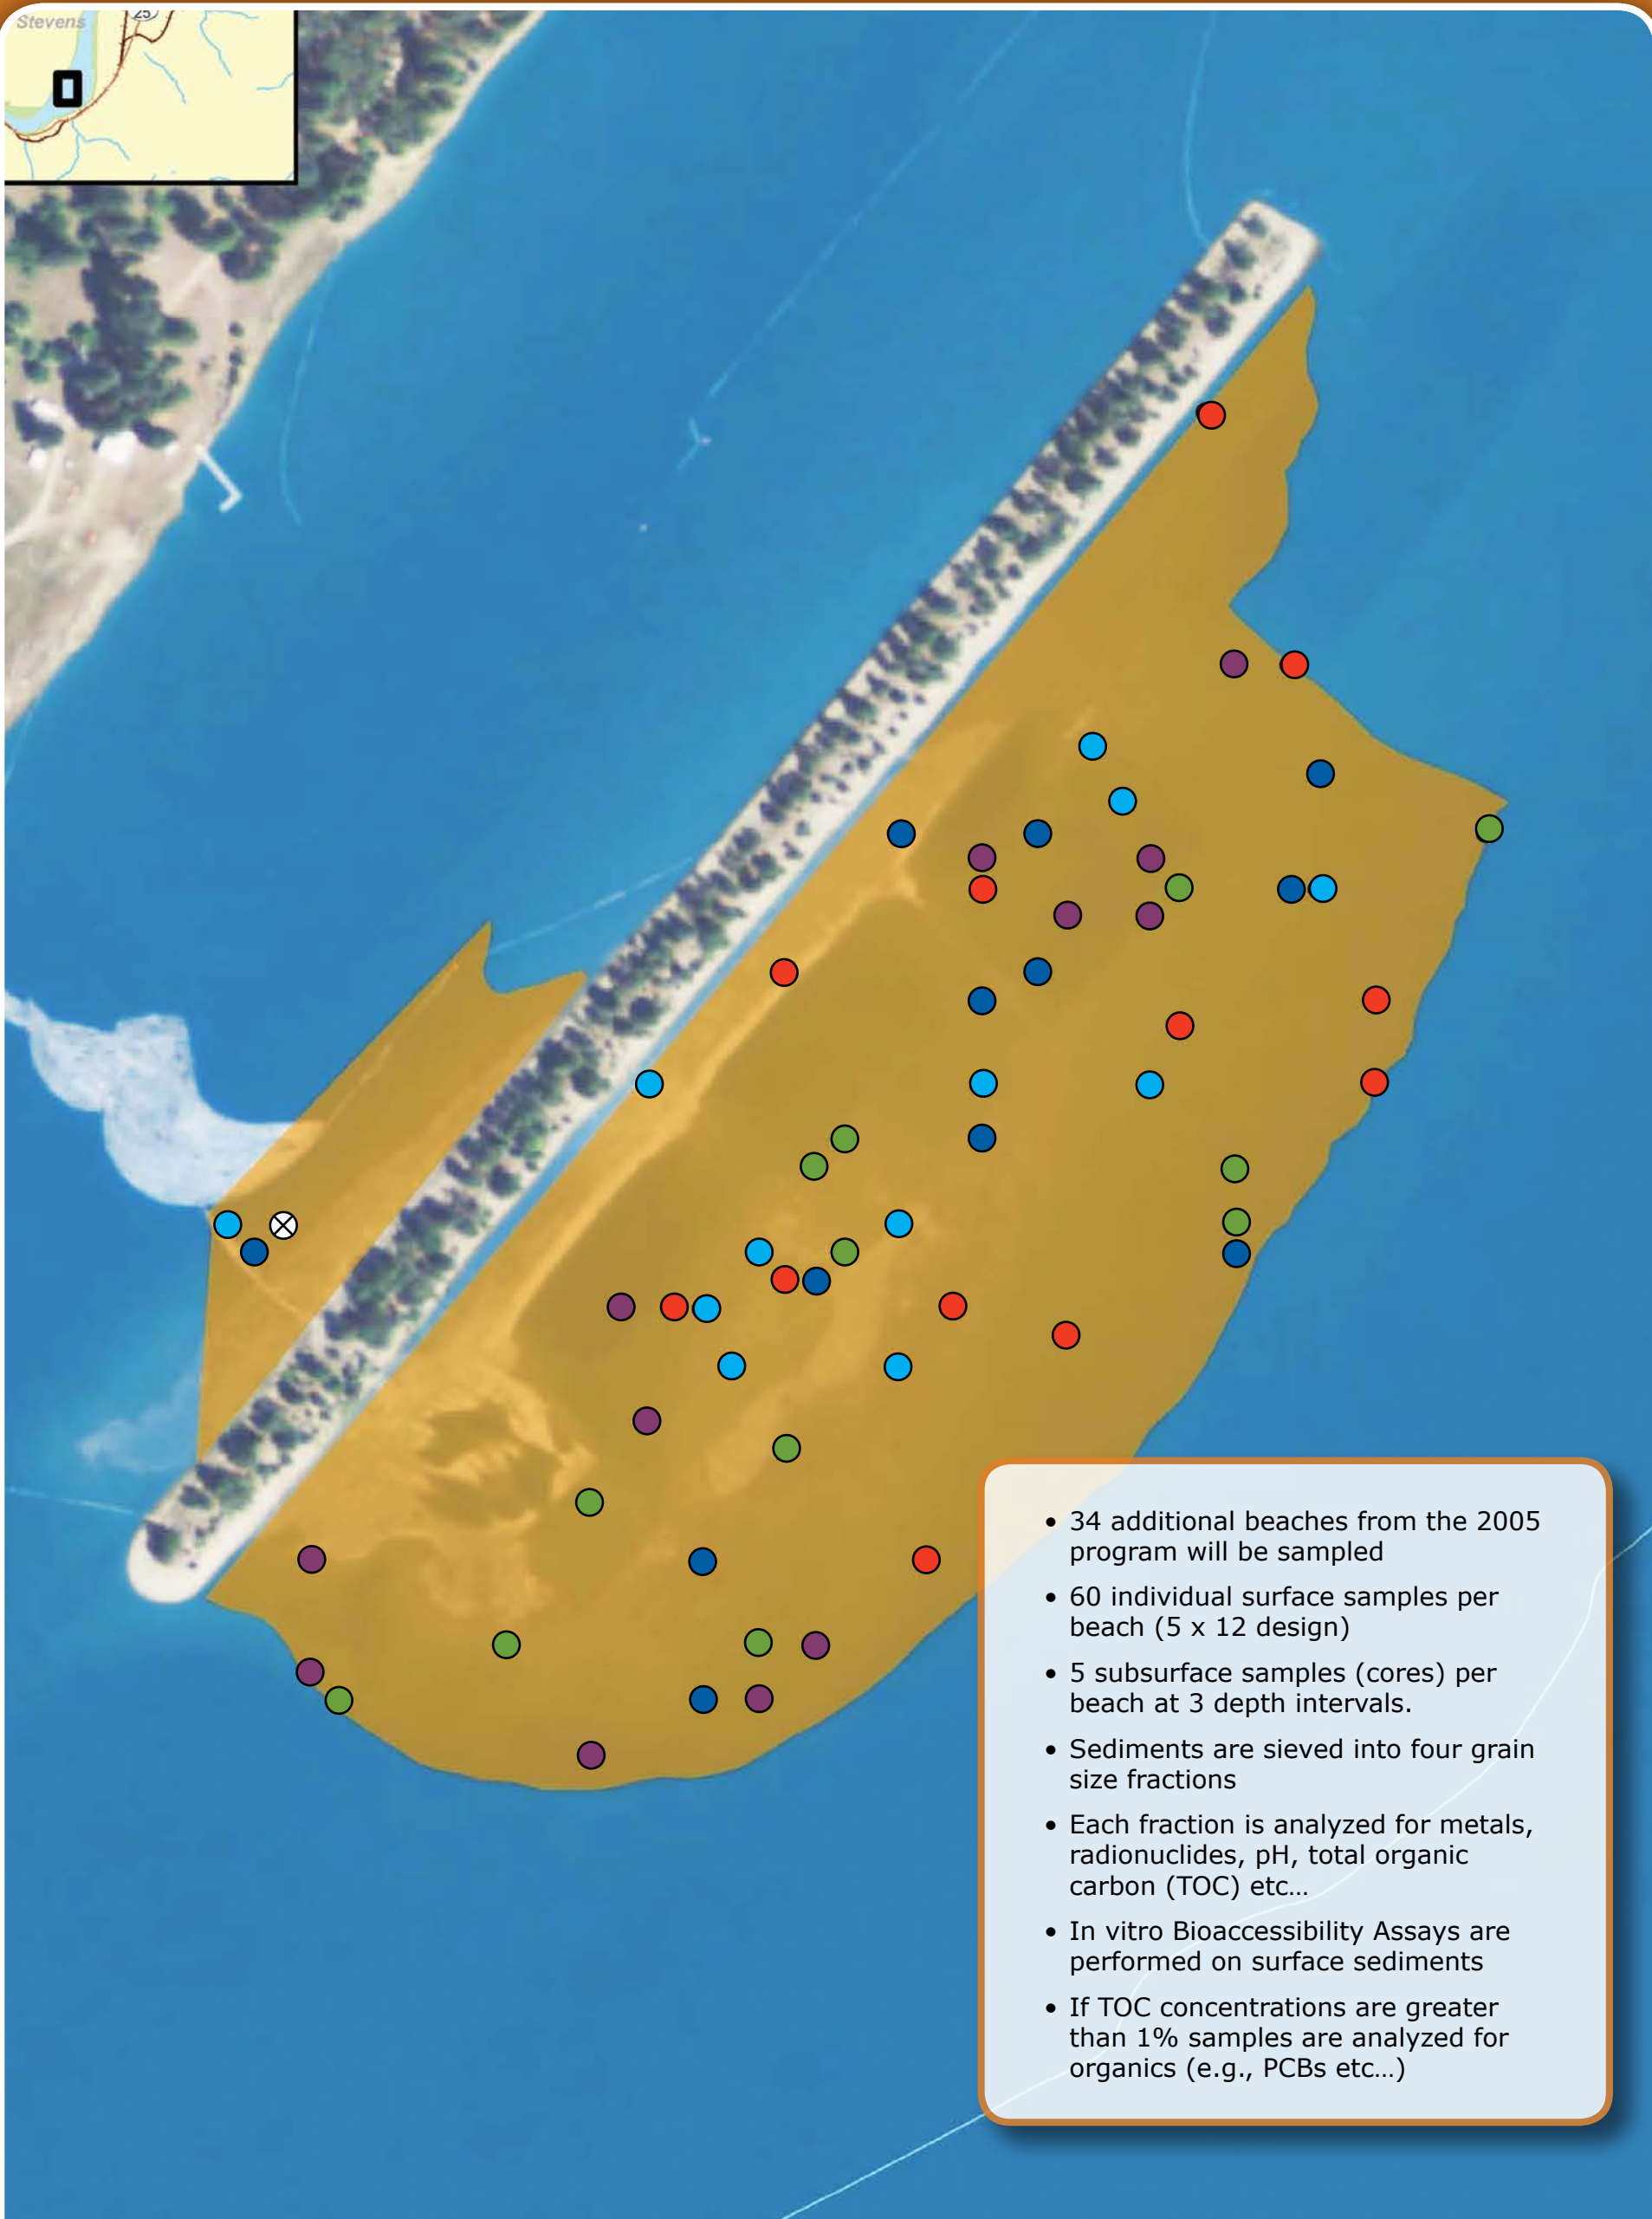 Stevens
25
• 34 additional beaches from the 2005
program will be sampled
• 60 individual surface samples per
beach (5 x 12 design)
• 5 subsurface samples (cores) per
beach at 3 depth intervals.
• Sediments are sieved into four grain
size fractions
• Each fraction is analyzed for metals,
radionuclides, pH, total organic
carbon (TOC) etc…
• In vitro Bioaccessibility Assays are
performed on surface sediments
• If TOC concentrations are greater
than 1% samples are analyzed for
organics (e.g., PCBs etc…)